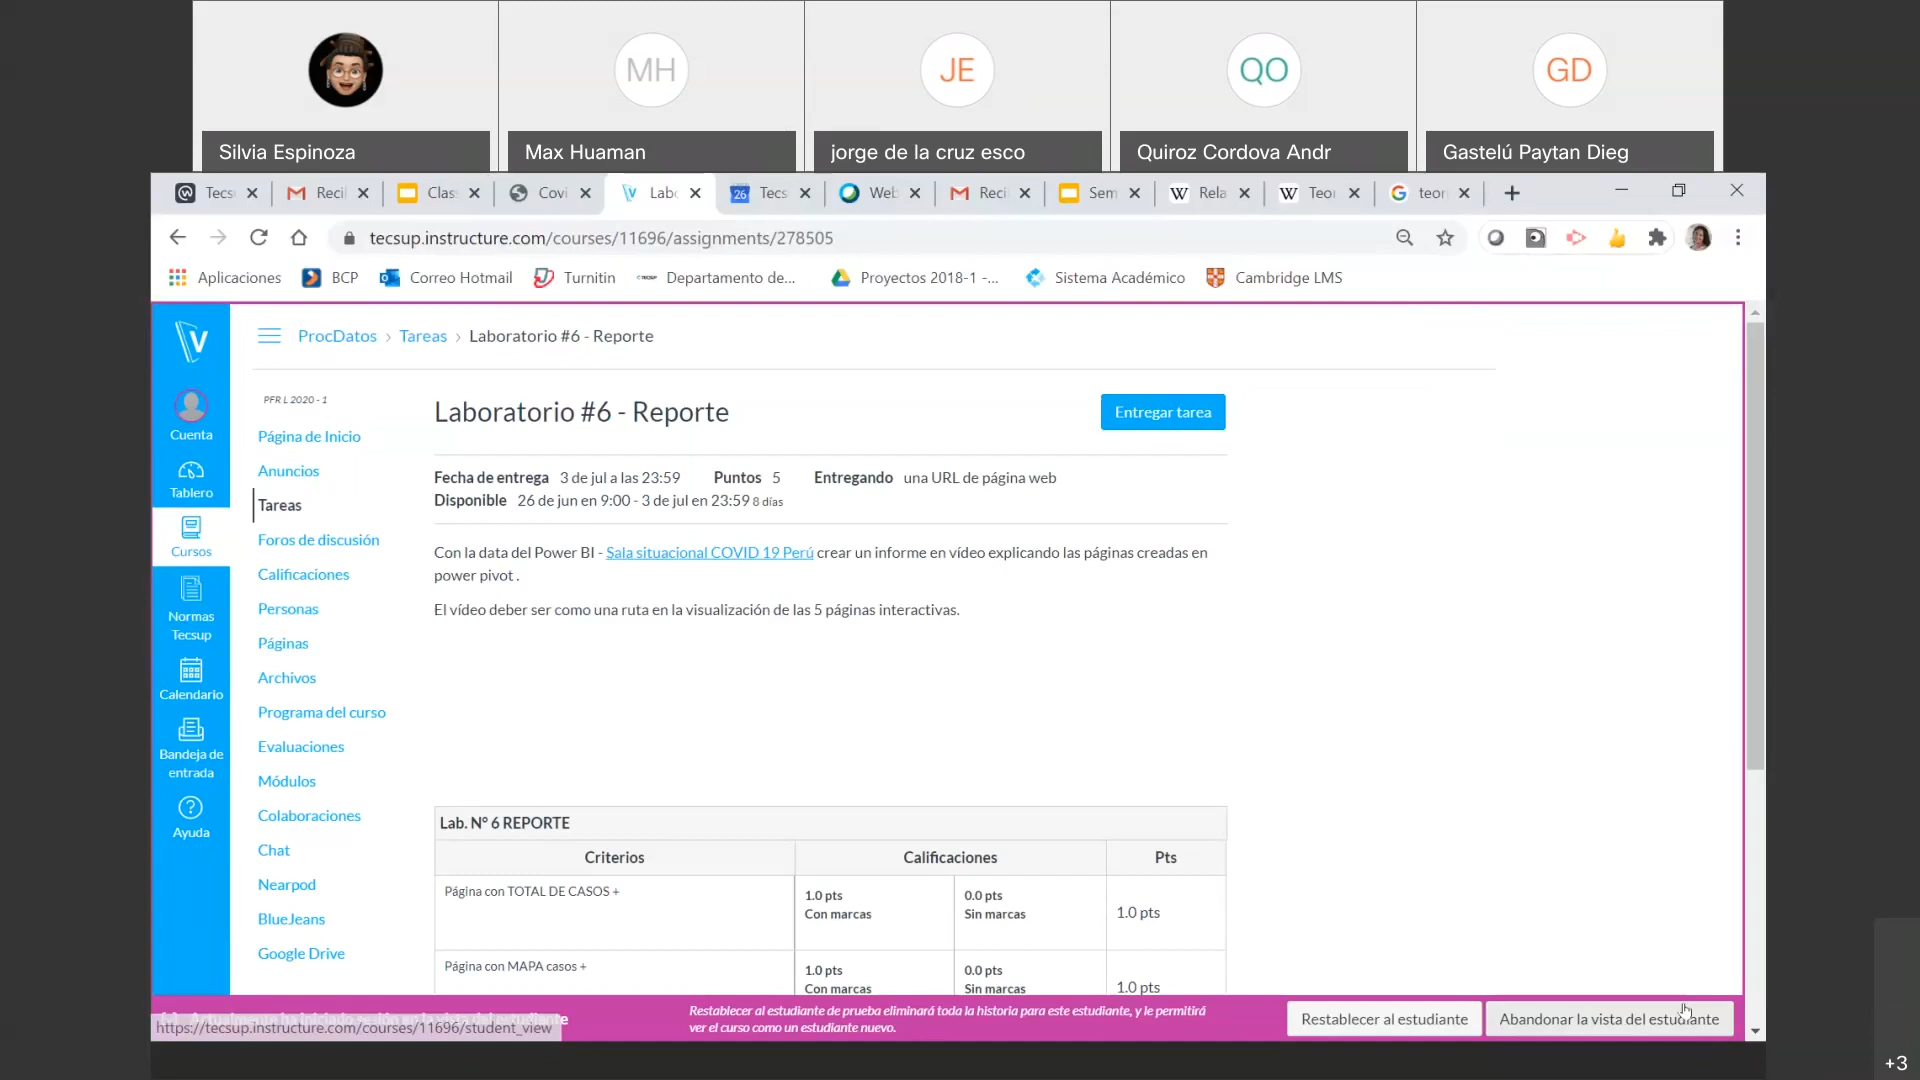 MH
JE
QO
GD
Silvia Espinoza
Max Huaman
jorge de la cruz esco
Quiroz Cordova Andr
Gastelú Paytan Dieg
Tecs
Reci
Clas
Covi
Labo
26
Tecs
Web
Reci
Sem
W Rela
W Teor
G teor
tecsup.instructure.com/courses/11696/assignments/278505
Aplicaciones
BCP
Correo Hotmail
Turnitin
Departamento de...
Proyectos 2018-1 -...
Sistema Académico
Cambridge LMS
ProcDatos › Tareas › Laboratorio #6 - Reporte
Cuenta
Tablero
Cursos
Normas
Tecsup
Calendario
Bandeja de
entrada
Ayuda
PFR L 2020 - 1
Página de Inicio
Anuncios
Tareas
Foros de discusión
Calificaciones
Personas
Páginas
Archivos
Programa del curso
Evaluaciones
Módulos
Colaboraciones
Chat
Nearpod
BlueJeans
Google Drive
Laboratorio #6 - Reporte
Entregar tarea
Fecha de entrega 3 de jul a las 23:59 Puntos 5 Entregando una URL de página web
Disponible 26 de jun en 9:00 - 3 de jul en 23:59 8 días
Con la data del Power BI - Sala situacional COVID 19 Perú crear un informe en vídeo explicando las páginas creadas en
power pivot .
El vídeo deber ser como una ruta en la visualización de las 5 páginas interactivas.
Lab. N° 6 REPORTE
Criterios Calificaciones Pts
Página con TOTAL DE CASOS +
1.0 pts
Con marcas
0.0 pts
Sin marcas
1.0 pts
Página con MAPA casos +
1.0 pts
Con marcas
0.0 pts
Sin marcas
1.0 pts
https://tecsup.instructure.com/courses/11696/student_view
Restablecer al estudiante de prueba eliminará toda la historia para este estudiante, y le permitirá
ver el curso como un estudiante nuevo.
Restablecer al estudiante
Abandonar la vista del estudiante
+3